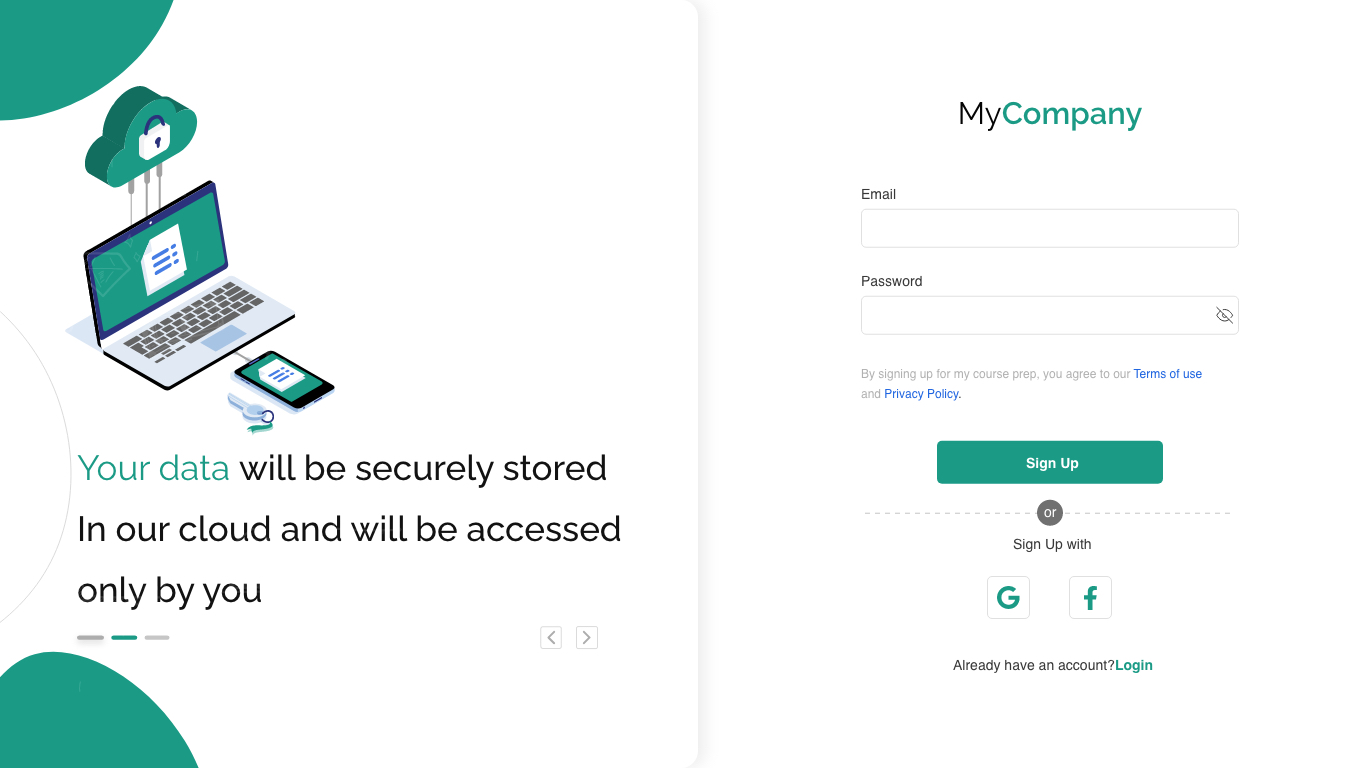 Your data will be securely stored
In our cloud and will be accessed
only by you
MyCompany
Email
Password
By signing up for my course prep, you agree to our Terms of use
and Privacy Policy.
Sign Up
or
Sign Up with
Already have an account?Login